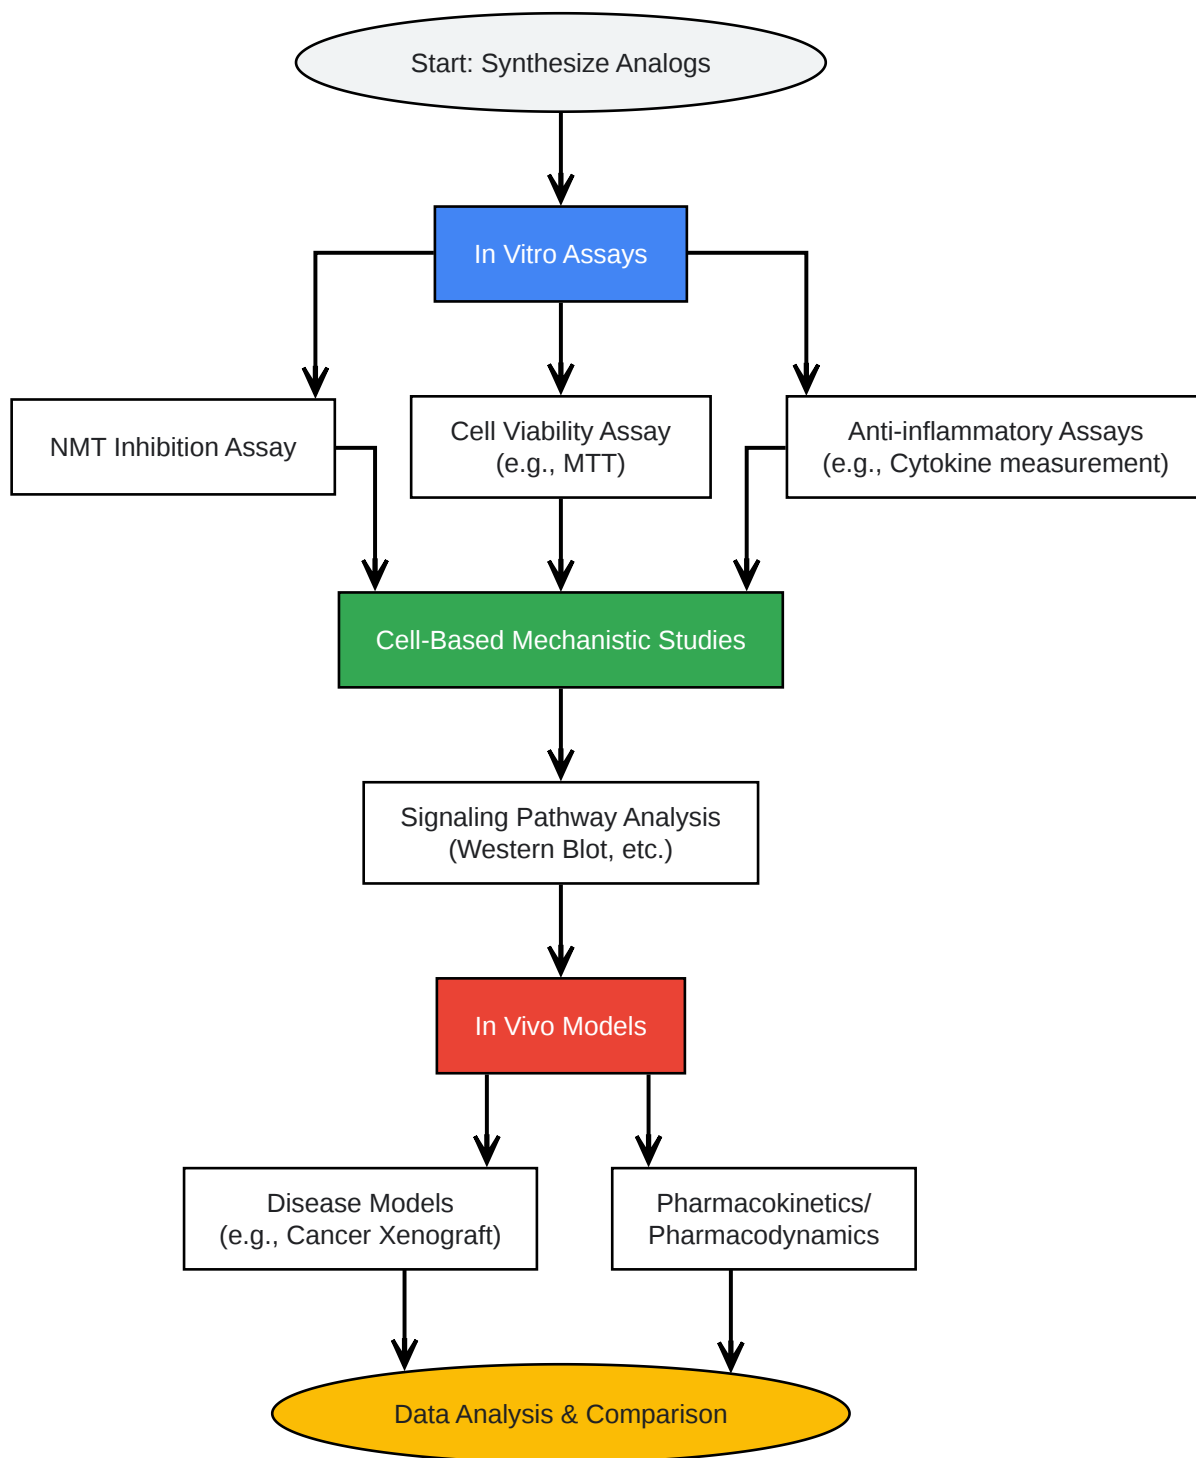 Start: Synthesize Analogs
In Vitro Assays
NMT Inhibition Assay
Cell Viability Assay
(e.g., MTT)
Anti-inflammatory Assays
(e.g., Cytokine measurement)
Cell-Based Mechanistic Studies
Signaling Pathway Analysis
(Western Blot, etc.)
In Vivo Models
Disease Models
(e.g., Cancer Xenograft)
Pharmacokinetics/
Pharmacodynamics
Data Analysis & Comparison